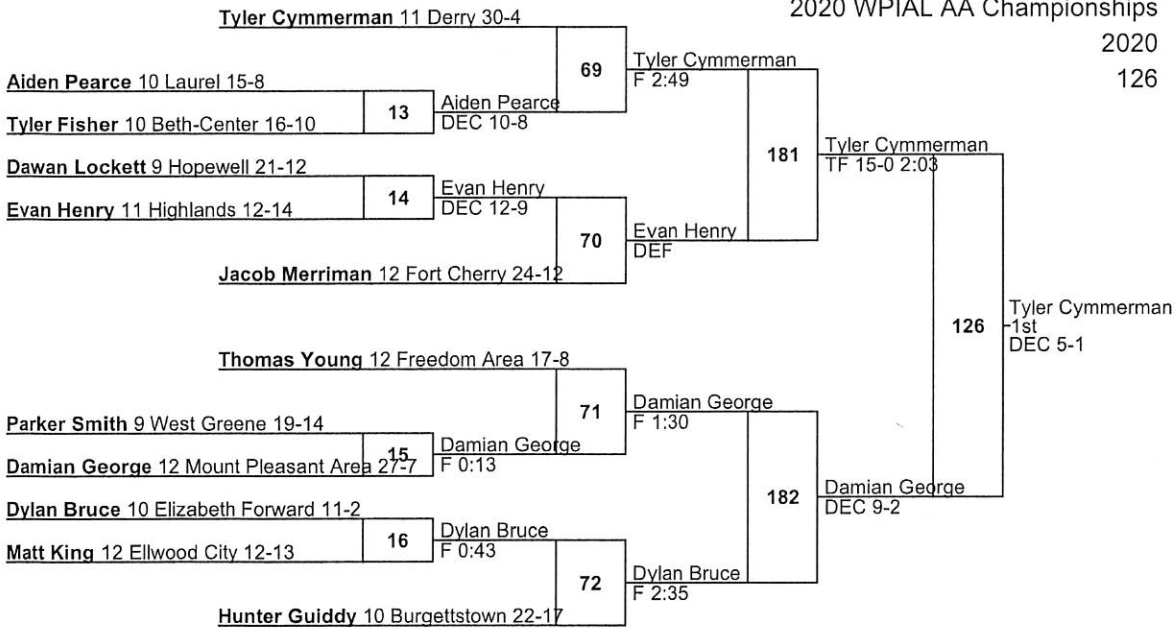 2020 WPIAL AA Championships
2020
126
Tyler Cymmerman 11 Derry 30-4
69
Tyler Cymmerman
F 2:49
Aiden Pearce 10 Laurel 15-8
13
Aiden Pearce
DEC 10-8
Tyler Fisher 10 Beth-Center 16-10
181
Tyler Cymmerman
TF 15-0 2:03
Dawan Lockett 9 Hopewell 21-12
14
Evan Henry
DEC 12-9
Evan Henry 11 Highlands 12-14
70
Evan Henry
DEF
Jacob Merriman 12 Fort Cherry 24-12
126
Tyler Cymmerman
1st
DEC 5-1
Thomas Young 12 Freedom Area 17-8
71
Damian George
F 1:30
Parker Smith 9 West Greene 19-14
15
Damian George
F 0:13
Damian George 12 Mount Pleasant Area 27-7
182
Damian George
DEC 9-2
Dylan Bruce 10 Elizabeth Forward 11-2
16
Dylan Bruce
F 0:43
Matt King 12 Ellwood City 12-13
72
Dylan Bruce
F 2:35
Hunter Guiddy 10 Burgettstown 22-17